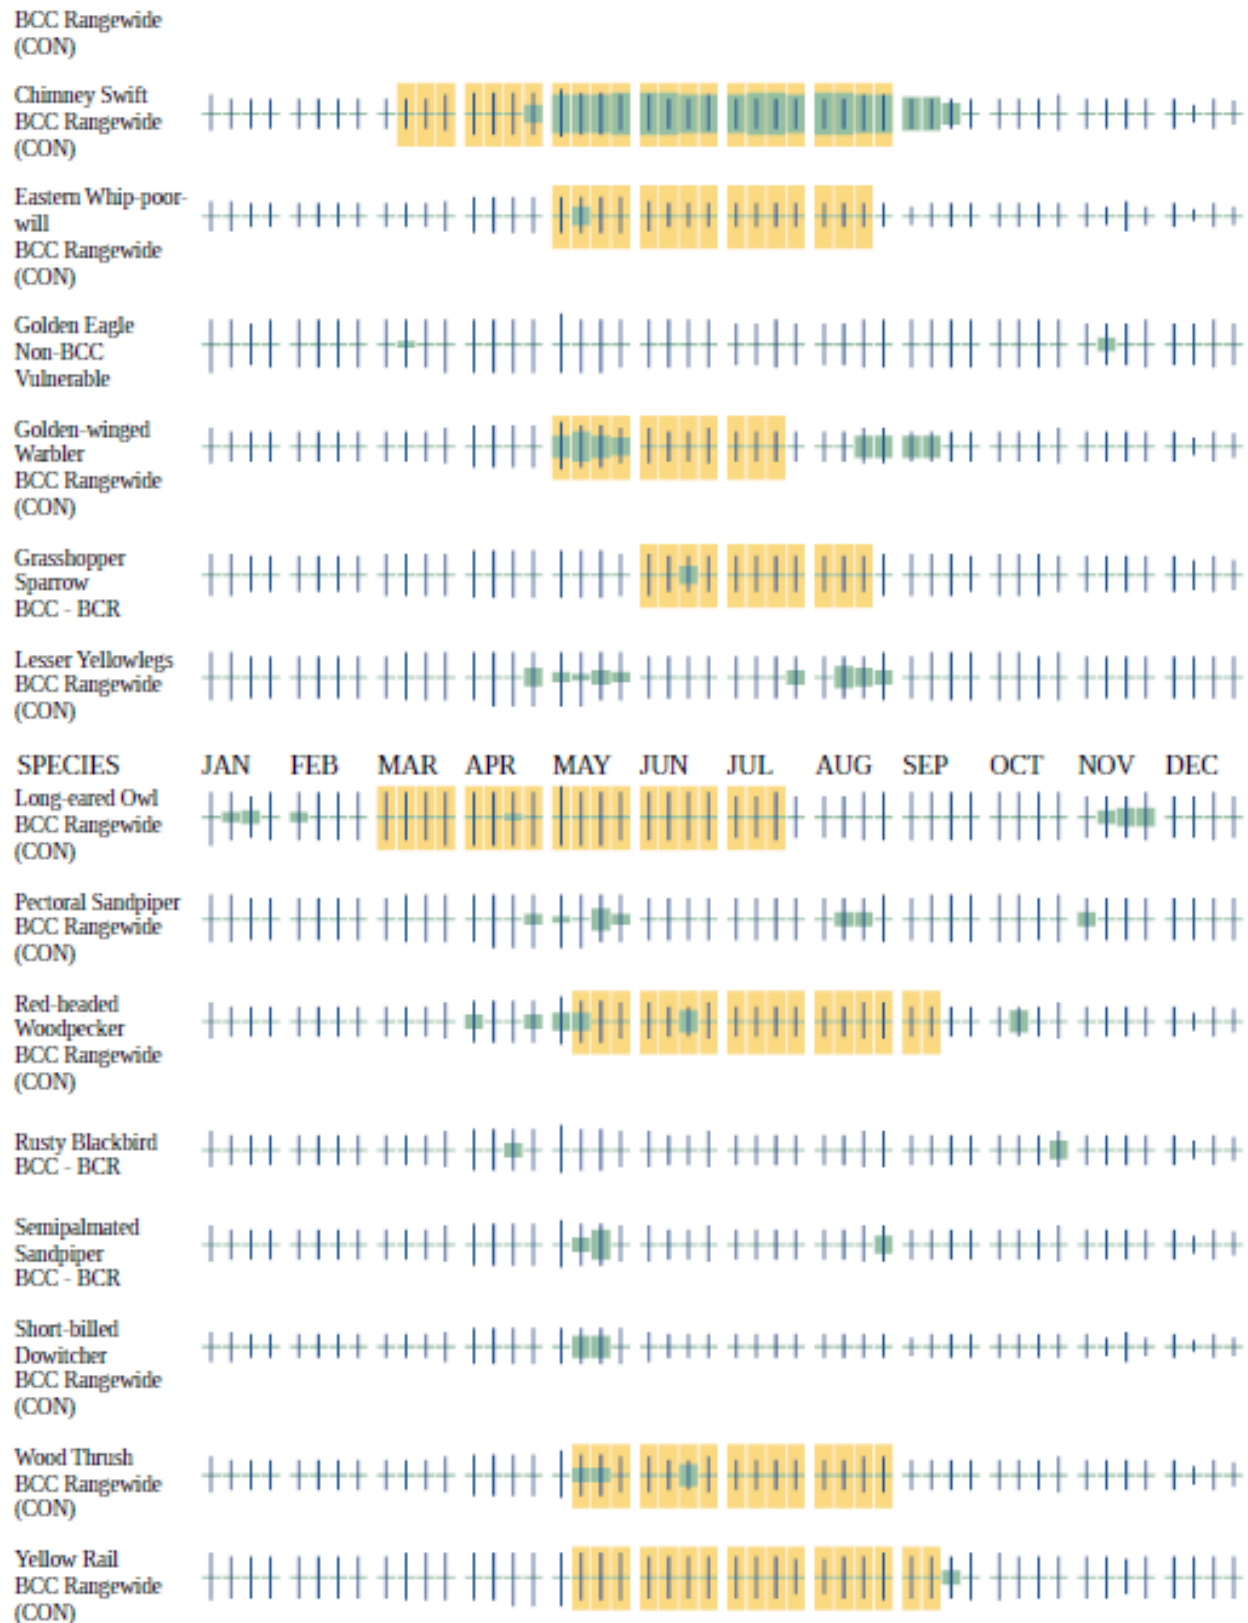 BCC Rangewide
(CON)
Chimney Swift
BCC Rangewide
(CON)
Eastern Whip-poor-
will
BCC Rangewide
(CON)
Golden Eagle
Non-BCC
Vulnerable
Golden-winged
Warbler
BCC Rangewide
(CON)
Grasshopper
Sparrow
BCC - BCR
Lesser Yellowlegs
BCC Rangewide
(CON)
SPECIES JAN FEB MAR APR MAY JUN JUL AUG SEP OCT NOV DEC
Long-eared Owl
BCC Rangewide
(CON)
Pectoral Sandpiper
BCC Rangewide
(CON)
Red-headed
Woodpecker
BCC Rangewide
(CON)
Rusty Blackbird
BCC - BCR
Semipalmated
Sandpiper
BCC - BCR
Short-billed
Dowitcher
BCC Rangewide
(CON)
Wood Thrush
BCC Rangewide
(CON)
Yellow Rail
BCC Rangewide
(CON)